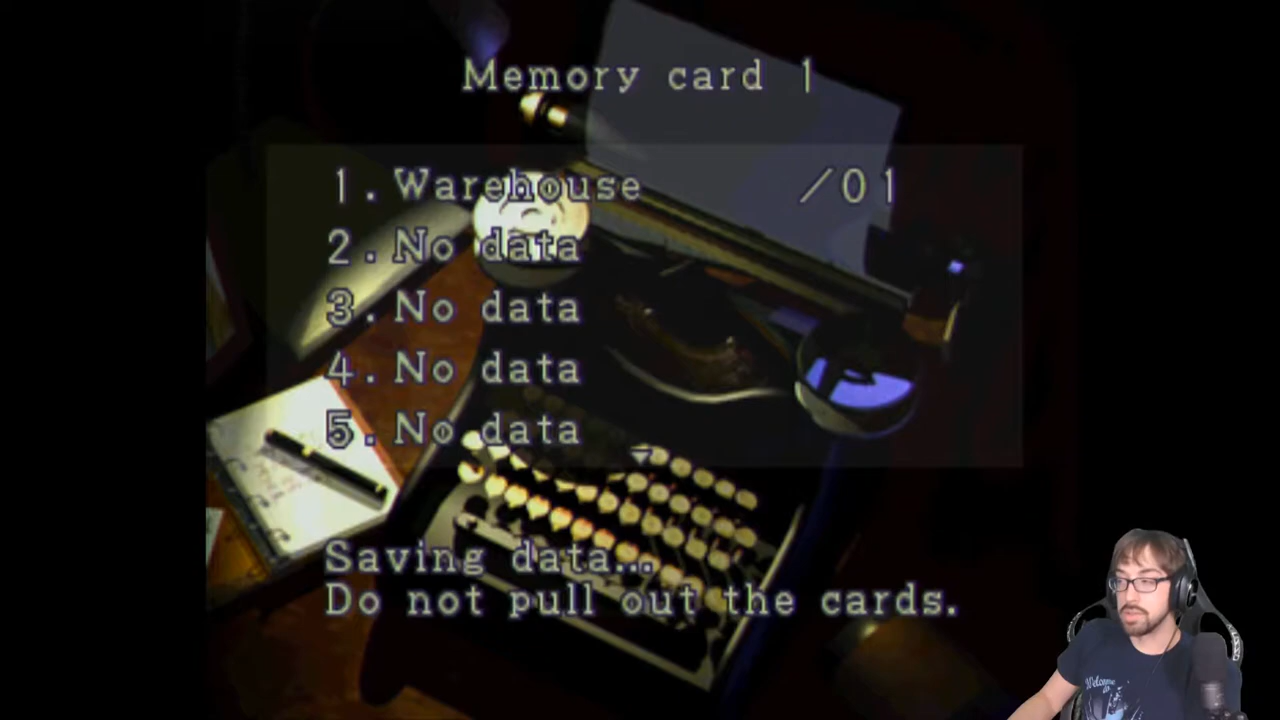 Memory card 1
1. Warehouse /01
2. No data
3. No data
4. No data
5. No data
Saving data...
Do not pull out the cards.
Welcome